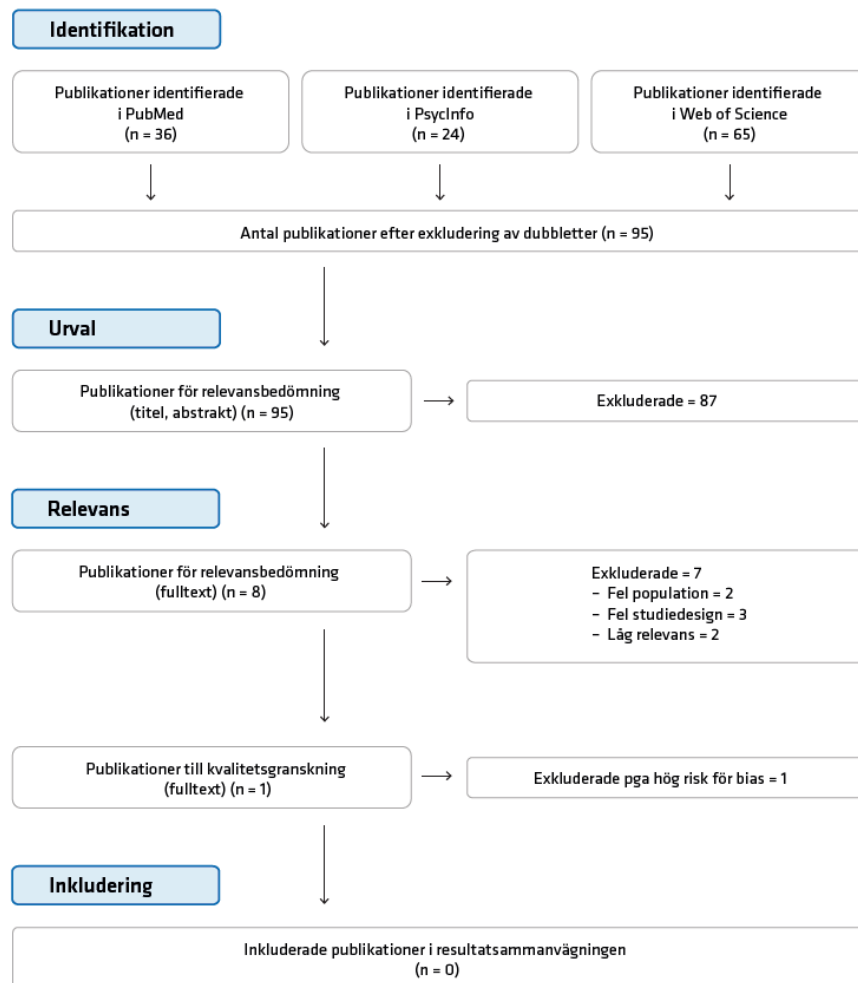 Identifikation
Publikationer identifierade
i PubMed
(n = 36)
Publikationer identifierade
i PsycInfo
(n = 24)
Publikationer identifierade
i Web of Science
(n = 65)
Antal publikationer efter exkludering av dubbletter (n = 95)
Urval
Publikationer för relevansbedömning
(titel, abstrakt) (n = 95)
Exkluderade = 87
Relevans
Publikationer för relevansbedömning
(fulltext) (n = 8)
Exkluderade = 7
– Fel population = 2
– Fel studiedesign = 3
– Låg relevans = 2
Publikationer till kvalitetsgranskning
(fulltext) (n = 1)
Exkluderade pga hög risk för bias = 1
Inkludering
Inkluderade publikationer i resultatsammanvägningen
(n = 0)